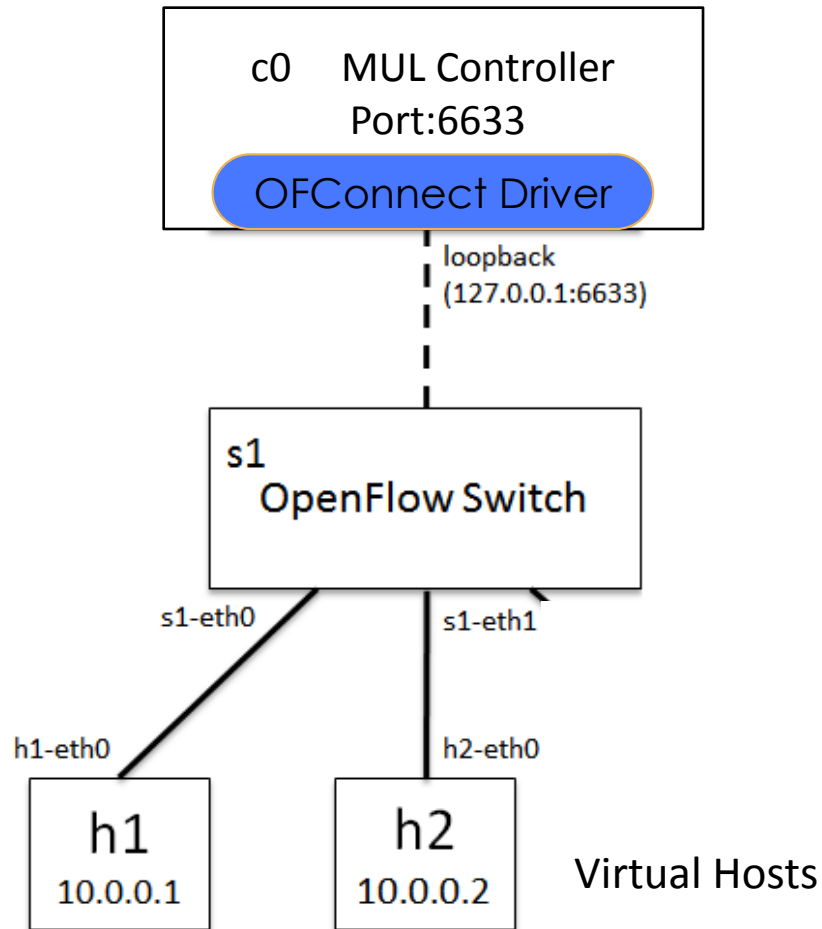 c0 MUL Controller
Port:6633
OFConnect Driver
loopback
(127.0.0.1:6633)
s1
OpenFlow Switch
s1-eth0
s1-eth1
h1-eth0
h2-eth0
h1
10.0.0.1
h2
10.0.0.2
Virtual Hosts